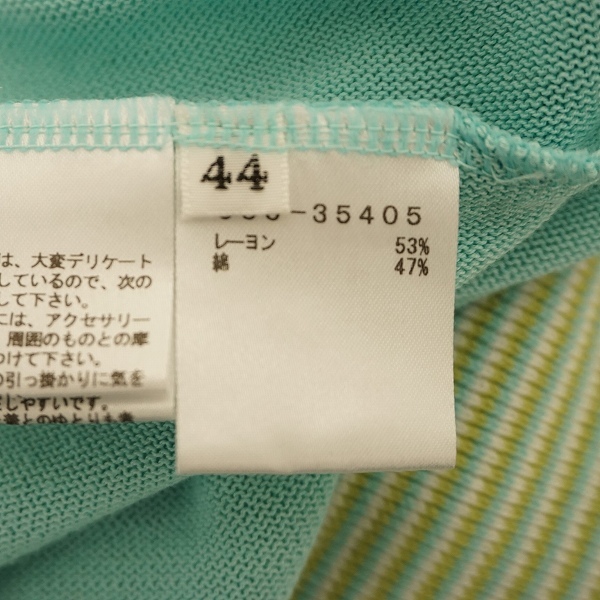 44
-35405
レーヨン 53%
綿 47%
は、大変デリケート
しているので、次の
して下さい。
には、アクセサリー
周囲のものとの摩
つけて下さい。
の引っ掛かりに気を
じやすいです。